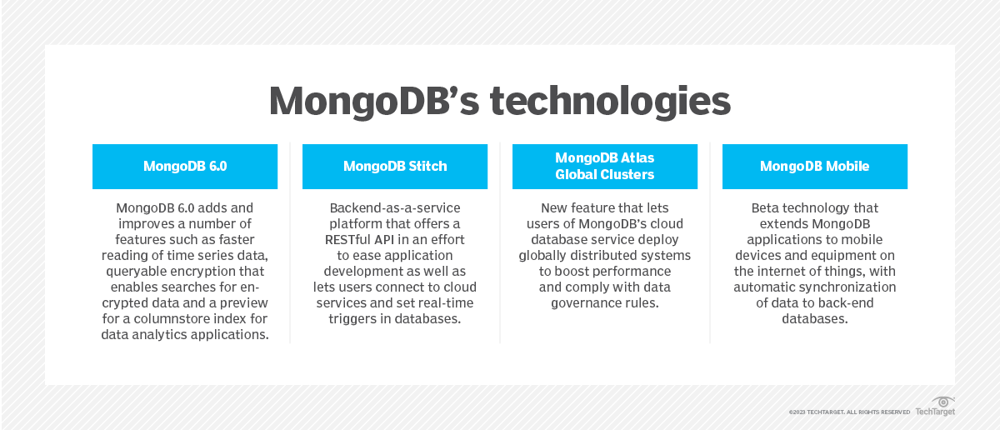 MongoDB’s technologies
MongoDB 6.0
MongoDB 6.0 adds and
improves a number of
features such as faster
reading of time series data,
queryable encryption that
enables searches for en-
crypted data and a preview
for a columnstore index for
data analytics applications.
MongoDB Stitch
Backend-as-a-service
platform that offers a
RESTful API in an effort
to ease application
development as well as
lets users connect to cloud
services and set real-time
triggers in databases.
MongoDB Atlas
Global Clusters
New feature that lets
users of MongoDB’s cloud
database service deploy
globally distributed systems
to boost performance
and comply with data
governance rules.
MongoDB Mobile
Beta technology that
extends MongoDB
applications to mobile
devices and equipment on
the internet of things, with
automatic synchronization
of data to back-end
databases.
©2023 TECHTARGET. ALL RIGHTS RESERVED
TechTarget